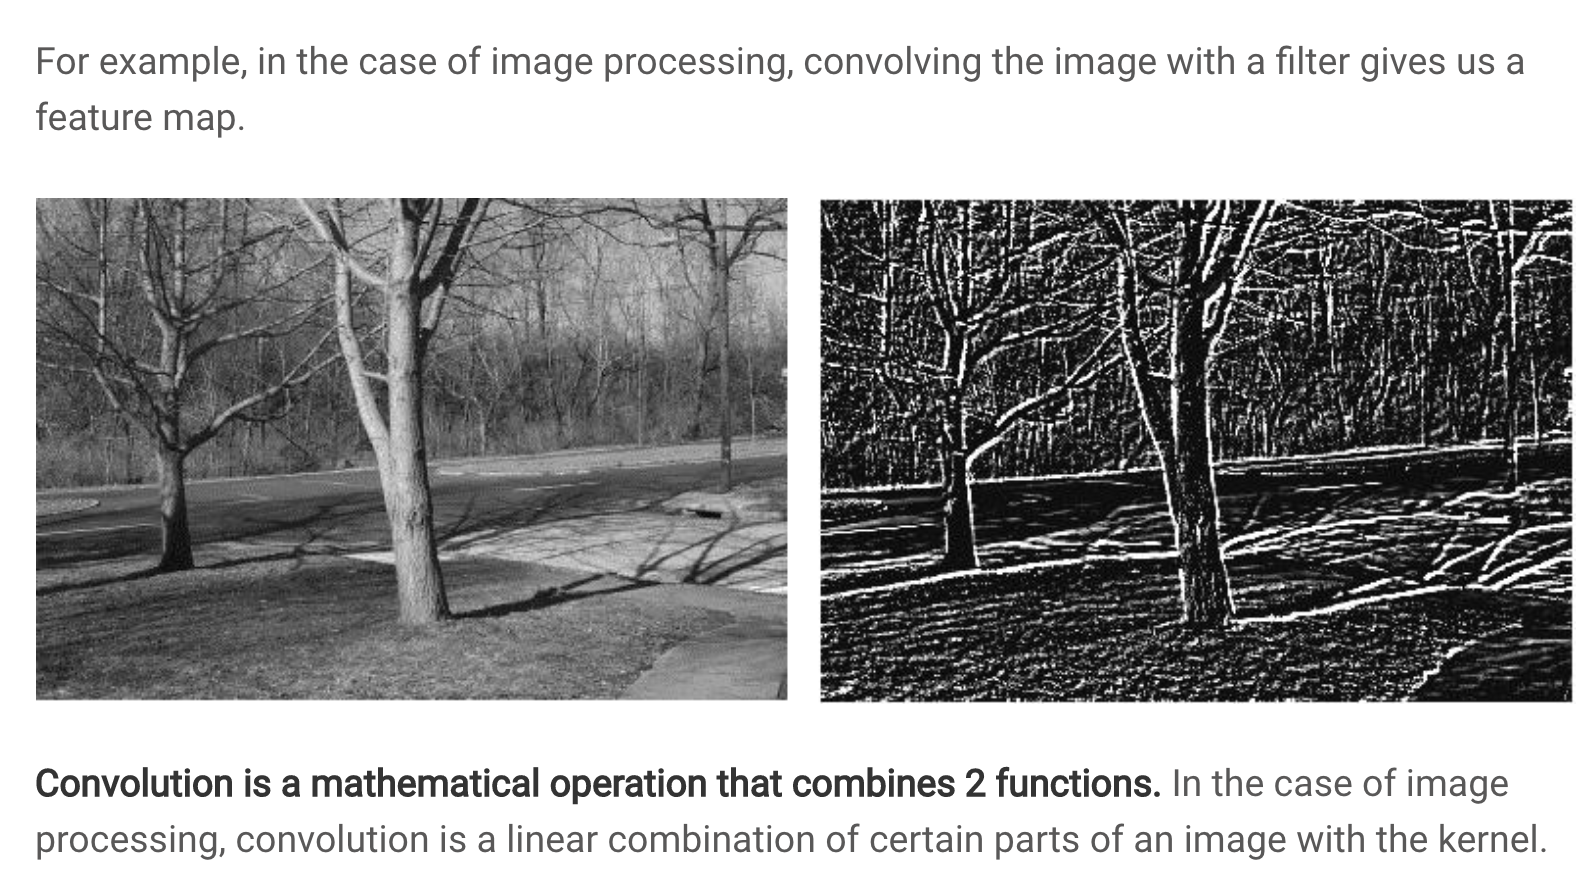 For example, in the case of image processing, convolving the image with a filter gives us a
feature map.
Convolution is a mathematical operation that combines 2 functions. In the case of image
processing, convolution is a linear combination of certain parts of an image with the kernel.